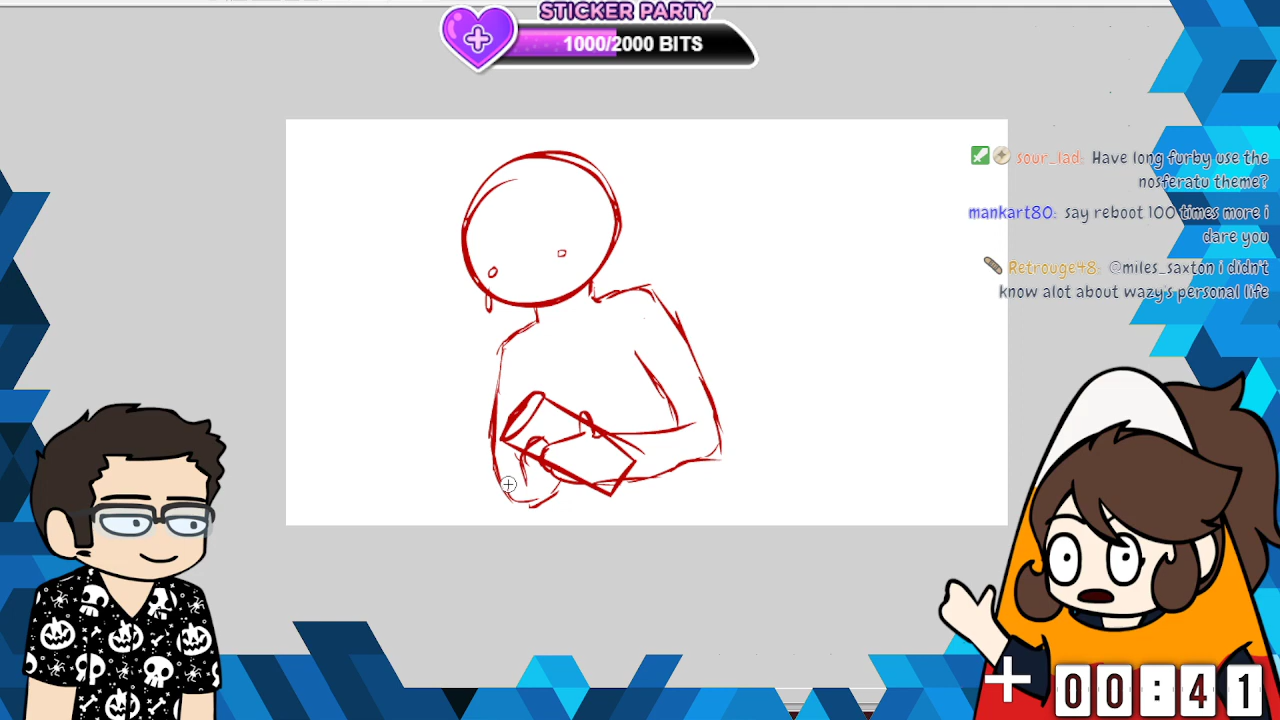 STICKER PARTY
1000/2000 BITS
sour_lad: Have long furby use the
nosferatu theme?
mankart80: say reboot 100 times more i
dare you
Retrouge48: @miles_saxton i didn't
know alot about wazy's personal life
+ 00:41